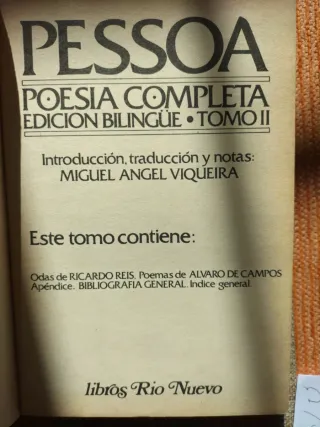 PESSOA
POESIA COMPLETA
EDICION BILINGÜE • TOMO II
Introducción, traducción y notas:
MIGUEL ANGEL VIQUEIRA
Este tomo contiene:
Odas de RICARDO REIS. Poemas de ALVARO DE CAMPOS
Apéndice. BIBLIOGRAFIA GENERAL. Indice general.
libros Río Nuevo